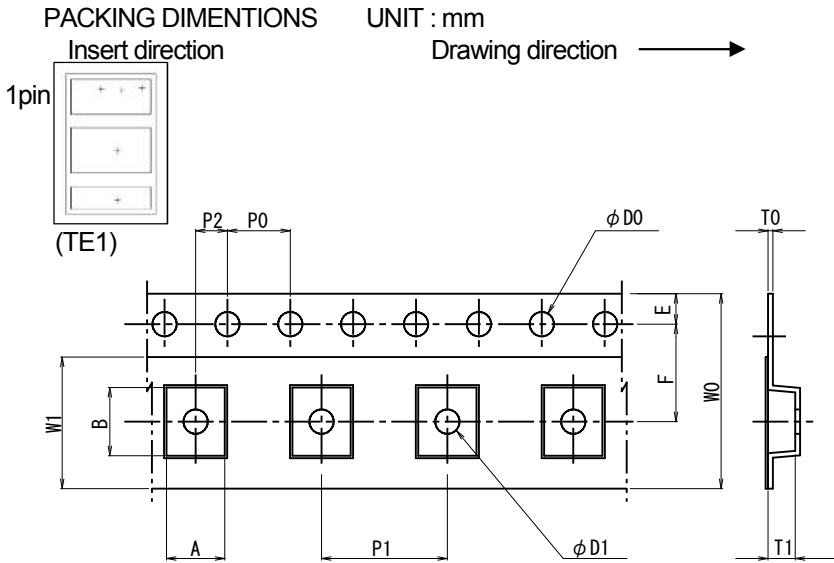 PACKING DIMENTIONS UNIT : mm
Insert direction Drawing direction
1pin
(TE1)
P2 P0 φD0 T0
E
F
W0
W1
B
A P1 φD1 T1